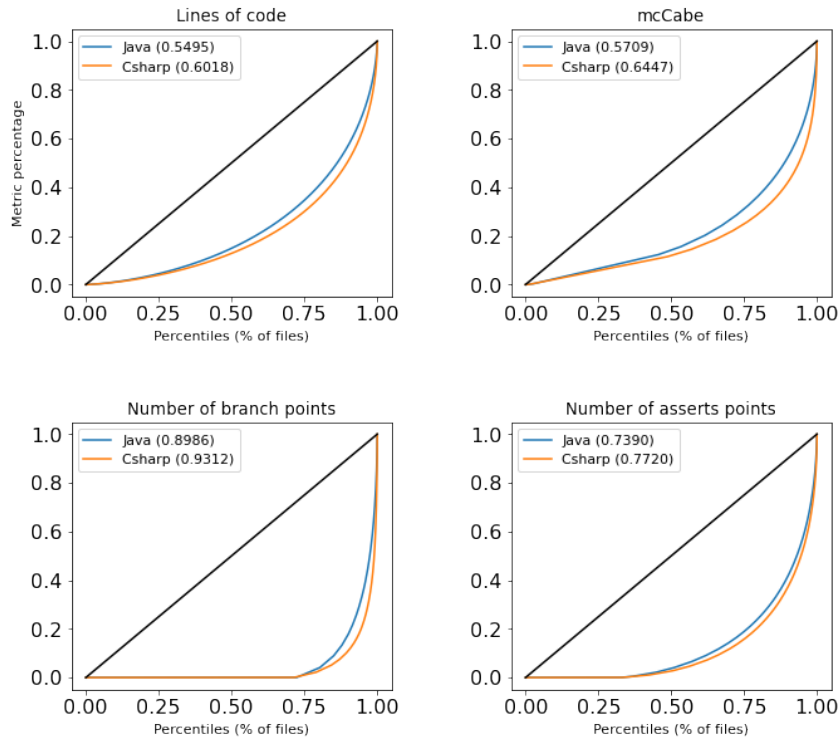 Lines of code
Java (0.5495)
Csharp (0.6018)
1.0
0.8
0.6
0.4
0.2
0.0
Metric percentage
0.00 0.25 0.50 0.75 1.00
Percentiles (% of files)
mcCabe
Java (0.5709)
Csharp (0.6447)
1.0
0.8
0.6
0.4
0.2
0.0
0.00 0.25 0.50 0.75 1.00
Percentiles (% of files)
Number of branch points
Java (0.8986)
Csharp (0.9312)
1.0
0.8
0.6
0.4
0.2
0.0
0.00 0.25 0.50 0.75 1.00
Percentiles (% of files)
Number of asserts points
Java (0.7390)
Csharp (0.7720)
1.0
0.8
0.6
0.4
0.2
0.0
0.00 0.25 0.50 0.75 1.00
Percentiles (% of files)